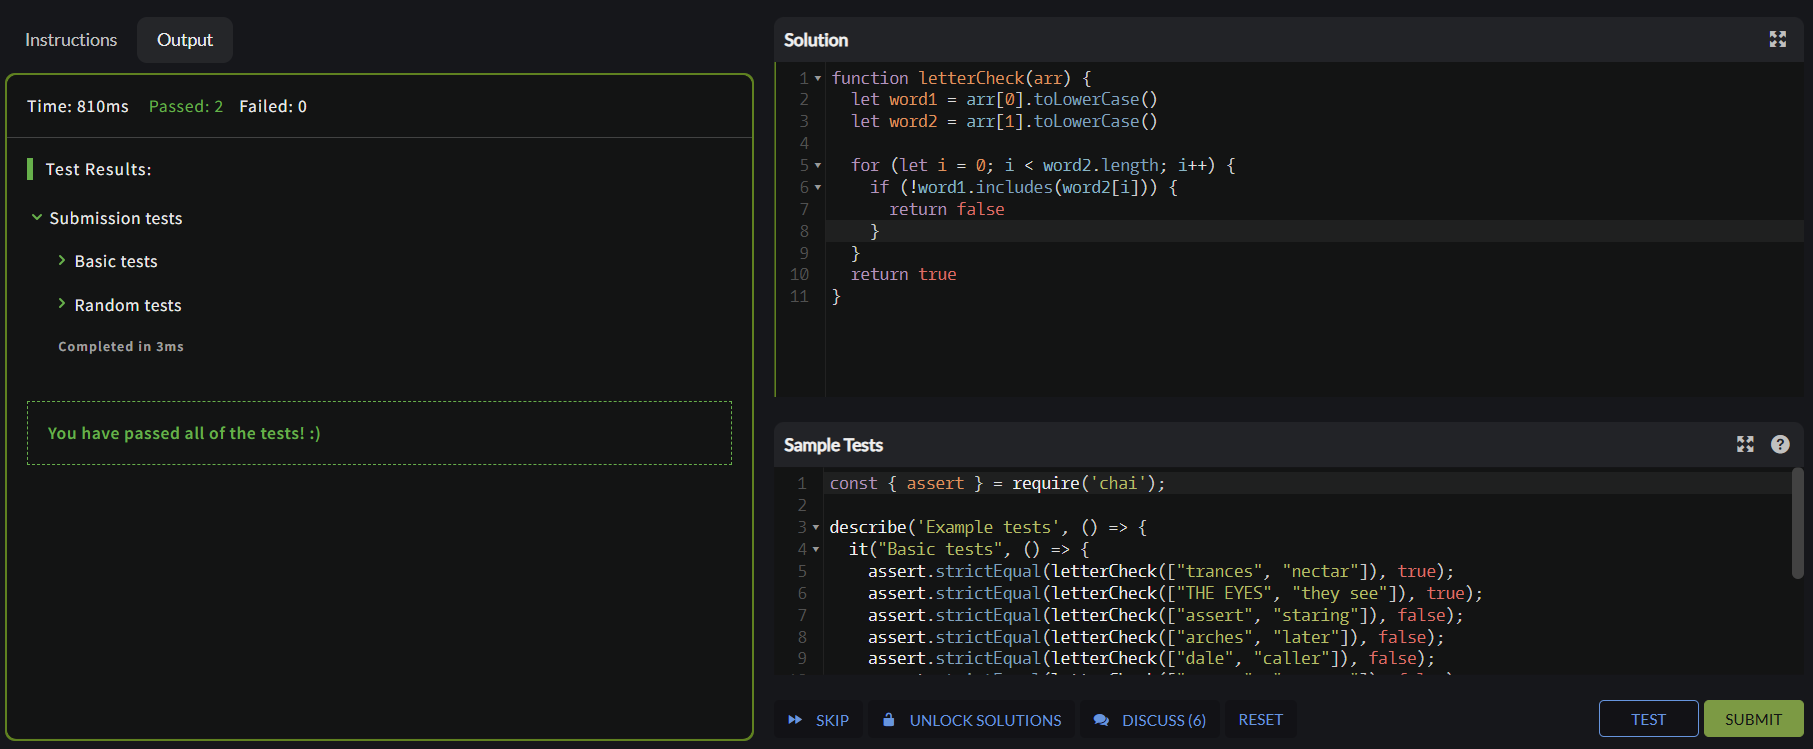 Instructions
Output
Time: 810ms Passed: 2 Failed: 0
Test Results:
Submission tests
Basic tests
Random tests
Completed in 3ms
You have passed all of the tests! :)
Solution
1 function letterCheck(arr) {
2 let word1 = arr[0].toLowerCase()
3 let word2 = arr[1].toLowerCase()
4
5 for (let i = 0; i < word2.length; i++) {
6 if (!word1.includes(word2[i])) {
7 return false
8 }
9 }
10 return true
11 }
Sample Tests
1 const { assert } = require('chai');
2
3 describe('Example tests', () => {
4 it("Basic tests", () => {
5 assert.strictEqual(letterCheck(["trances", "nectar"]), true);
6 assert.strictEqual(letterCheck(["THE EYES", "they see"]), true);
7 assert.strictEqual(letterCheck(["assert", "staring"]), false);
8 assert.strictEqual(letterCheck(["arches", "later"]), false);
9 assert.strictEqual(letterCheck(["dale", "caller"]), false);
SKIP
UNLOCK SOLUTIONS
DISCUSS (6)
RESET
TEST
SUBMIT